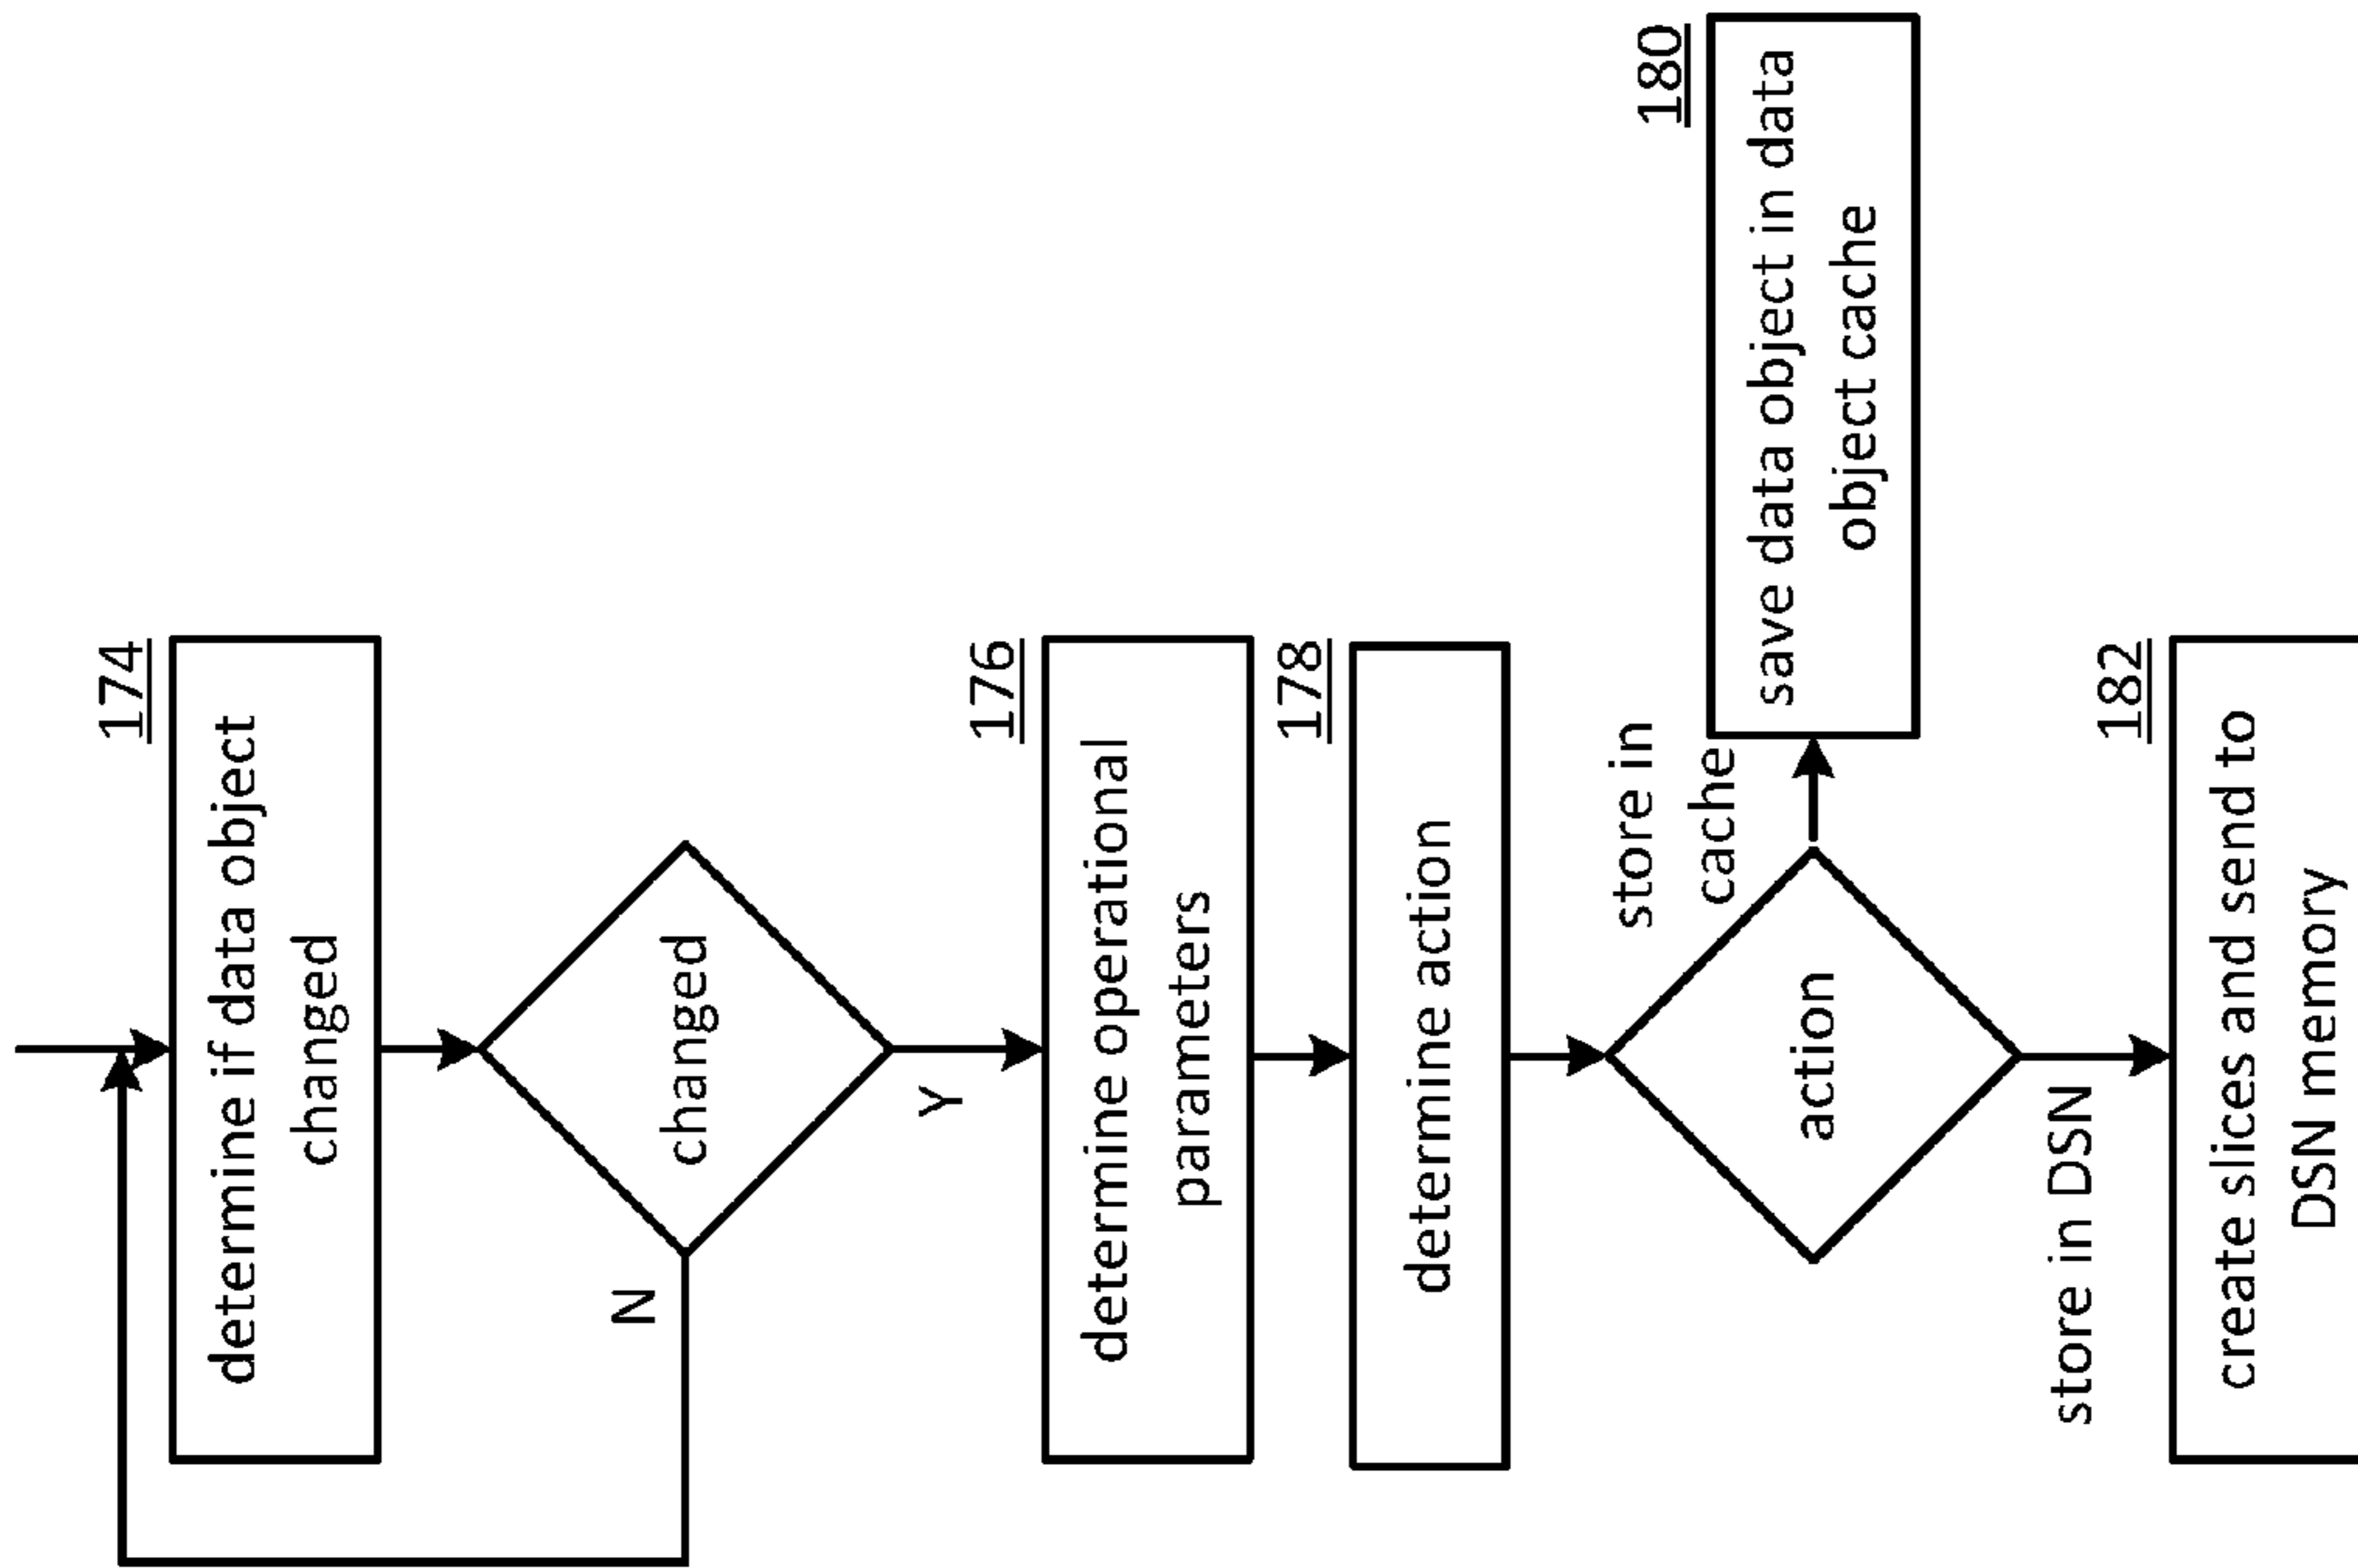 174
determine if data object
changed
changed
N
Y
176
determine operational
parameters
178
determine action
action
store in
cache
180
save data object in data
object cache
store in DSN
182
create slices and send to
DSN memory